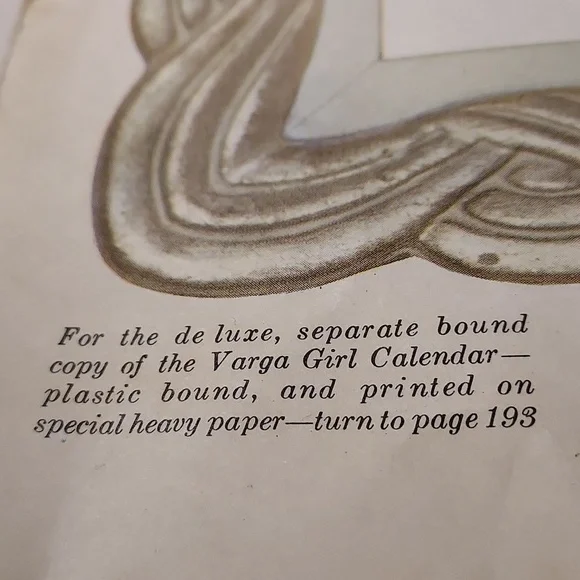 For the de luxe, separate bound
copy of the Varga Girl Calendar—
plastic bound, and printed on
special heavy paper—turn to page 193